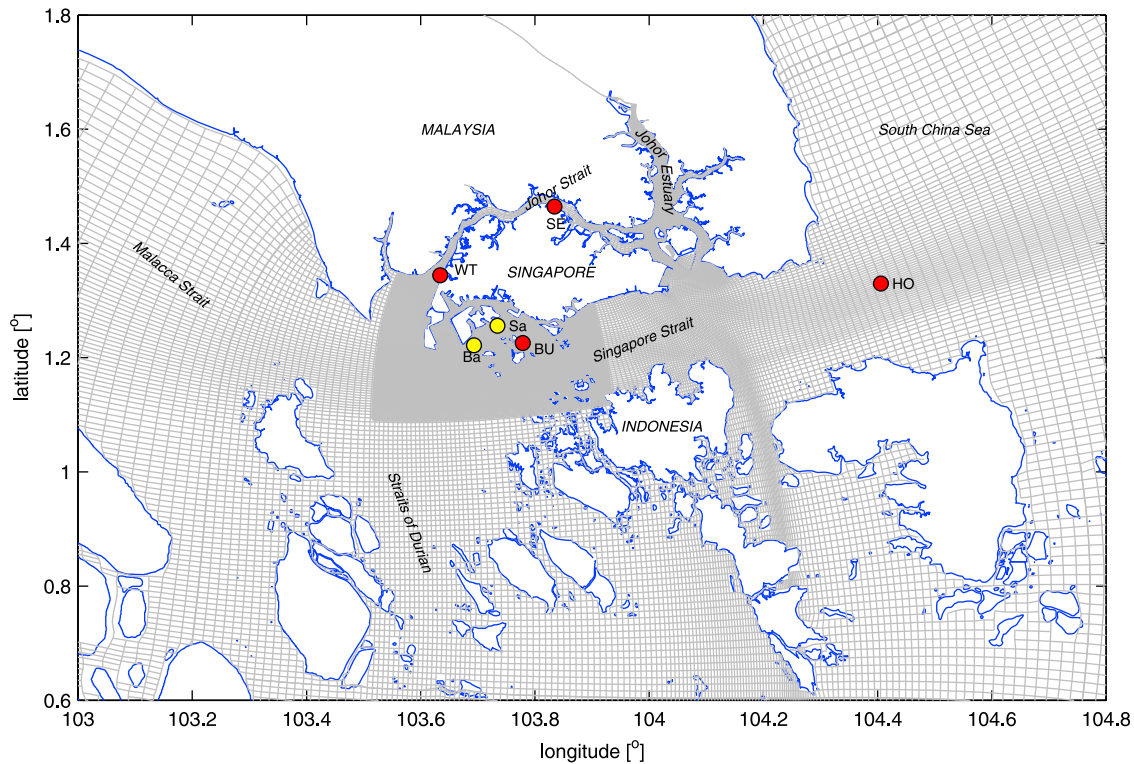 1.8
1.6
1.4
1.2
1
0.8
0.6
latitude [o]
MALAYSIA
South China Sea
Johor Estuary
Johor Strait
SE
WT
SINGAPORE
Malacca Strait
HO
Sa
Ba
BU
Singapore Strait
INDONESIA
Straits of Durian
103 103.2 103.4 103.6 103.8 104 104.2 104.4 104.6 104.8
longitude [o]